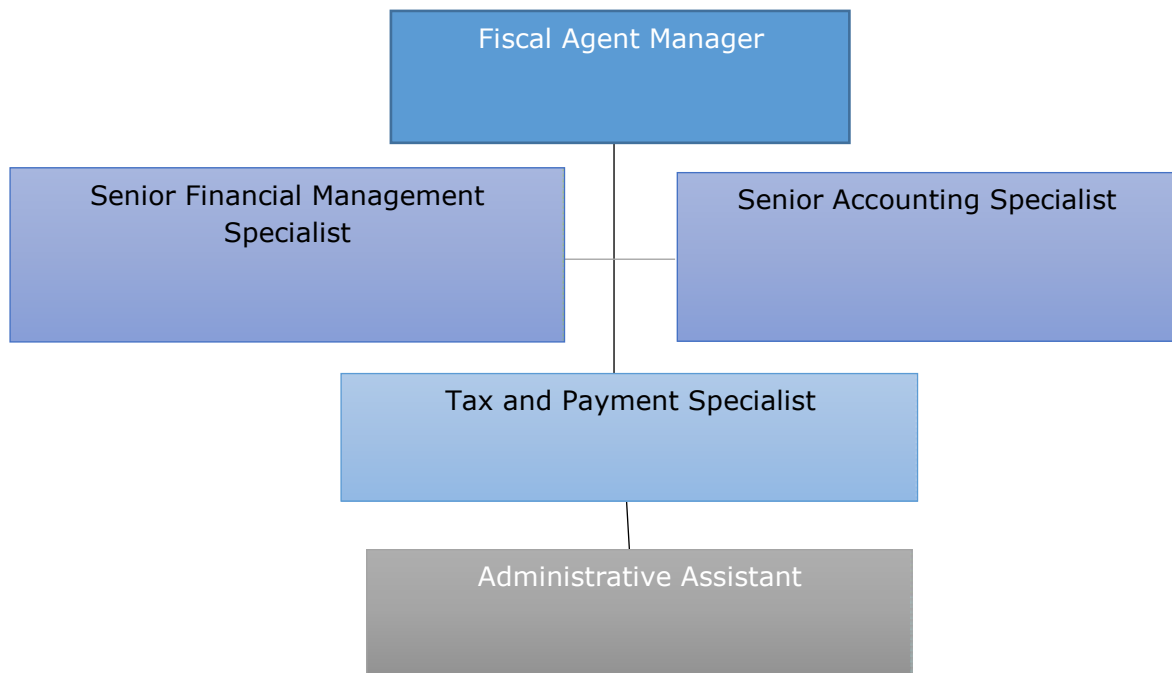 Fiscal Agent Manager
Senior Financial Management
Specialist
Senior Accounting Specialist
Tax and Payment Specialist
Administrative Assistant